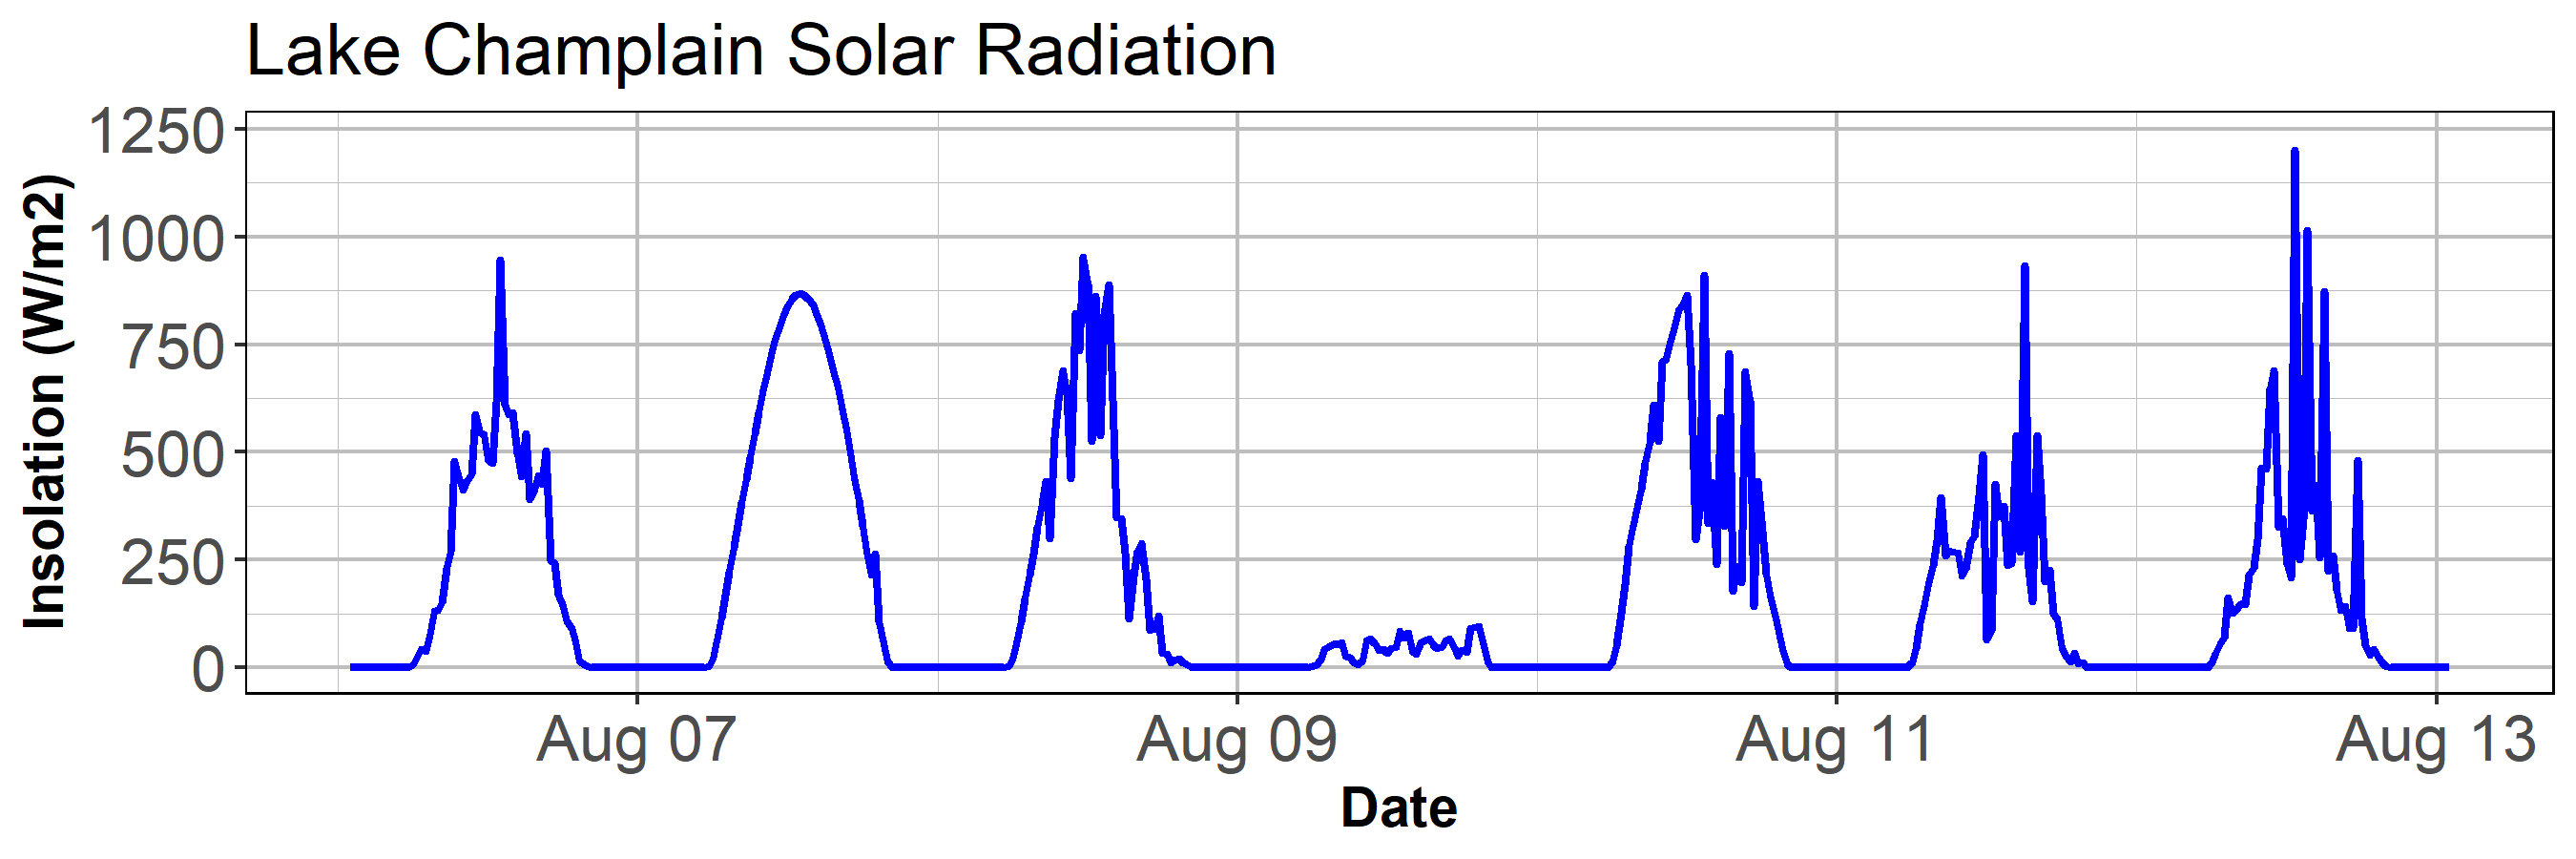 Lake Champlain Solar Radiation
1250
1000
750
500
250
0
Insolation (W/m2)
Aug 07 Aug 09 Aug 11 Aug 13
Date